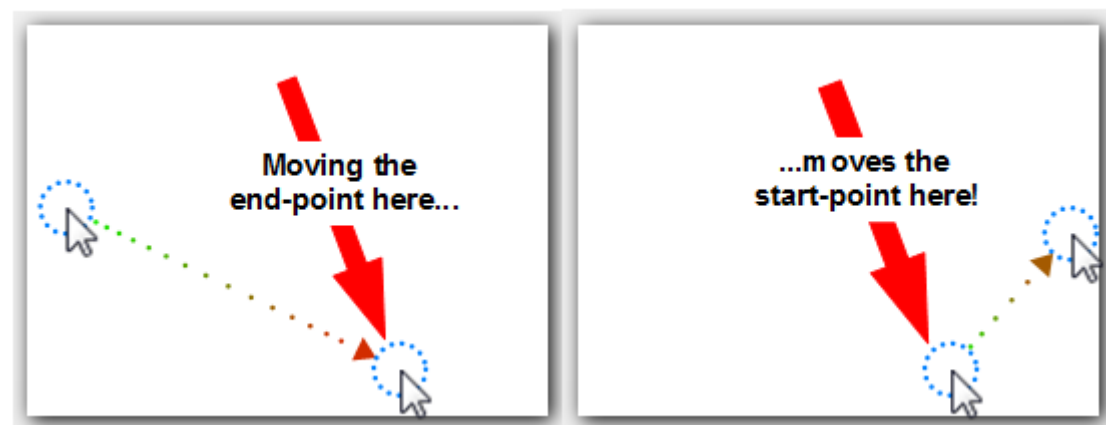 Moving the
end-point here...
...moves the
start-point here!